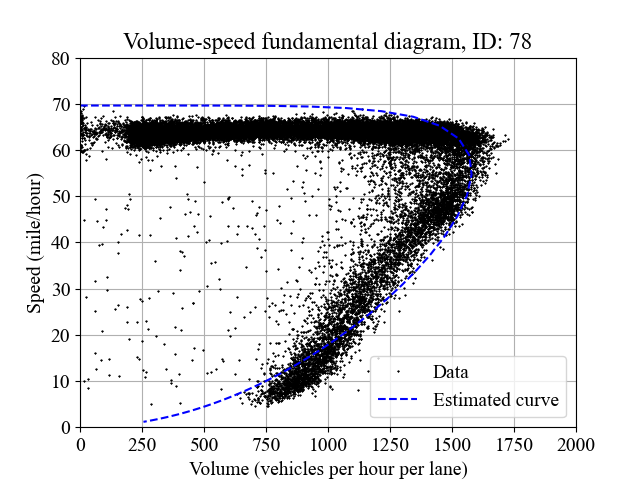 Volume-speed fundamental diagram, ID: 78
80
70
60
50
40
30
20
10
0
Speed (mile/hour)
Data
Estimated curve
0 250 500 750 1000 1250 1500 1750 2000
Volume (vehicles per hour per lane)